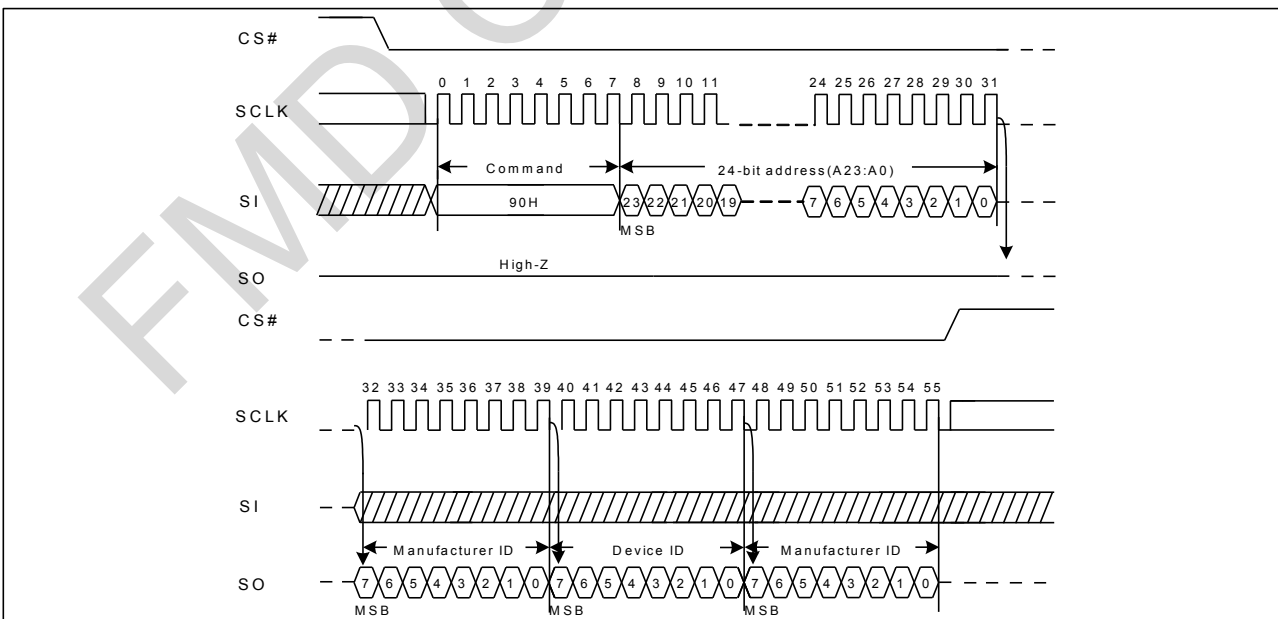 FMD C
CS#
0 1 2 3 4 5 6 7 8 9 10 11 24 25 26 27 28 29 30 31
SCLK
Command 24-bit address(A23:A0)
SI 90H 23 22 21 20 19 7 6 5 4 3 2 1 0
MSB
High-Z
SO
CS#
32 33 34 35 36 37 38 39 40 41 42 43 44 45 46 47 48 49 50 51 52 53 54 55
SCLK
SI
Manufacturer ID Device ID Manufacturer ID
SO 7 6 5 4 3 2 1 0 7 6 5 4 3 2 1 0 7 6 5 4 3 2 1 0
MSB MSB MSB